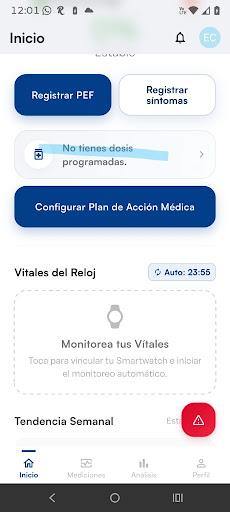 12:01
Inicio
EC
Estable
Registrar PEF
Registrar
síntomas
No tienes dosis
programadas.
Configurar Plan de Acción Médica
Vitales del Reloj
Auto: 23:55
Monitorea tus Vitales
Toca para vincular tu Smartwatch e iniciar
el monitoreo automático.
Tendencia Semanal
Inicio
Mediciones
Análisis
Perfil